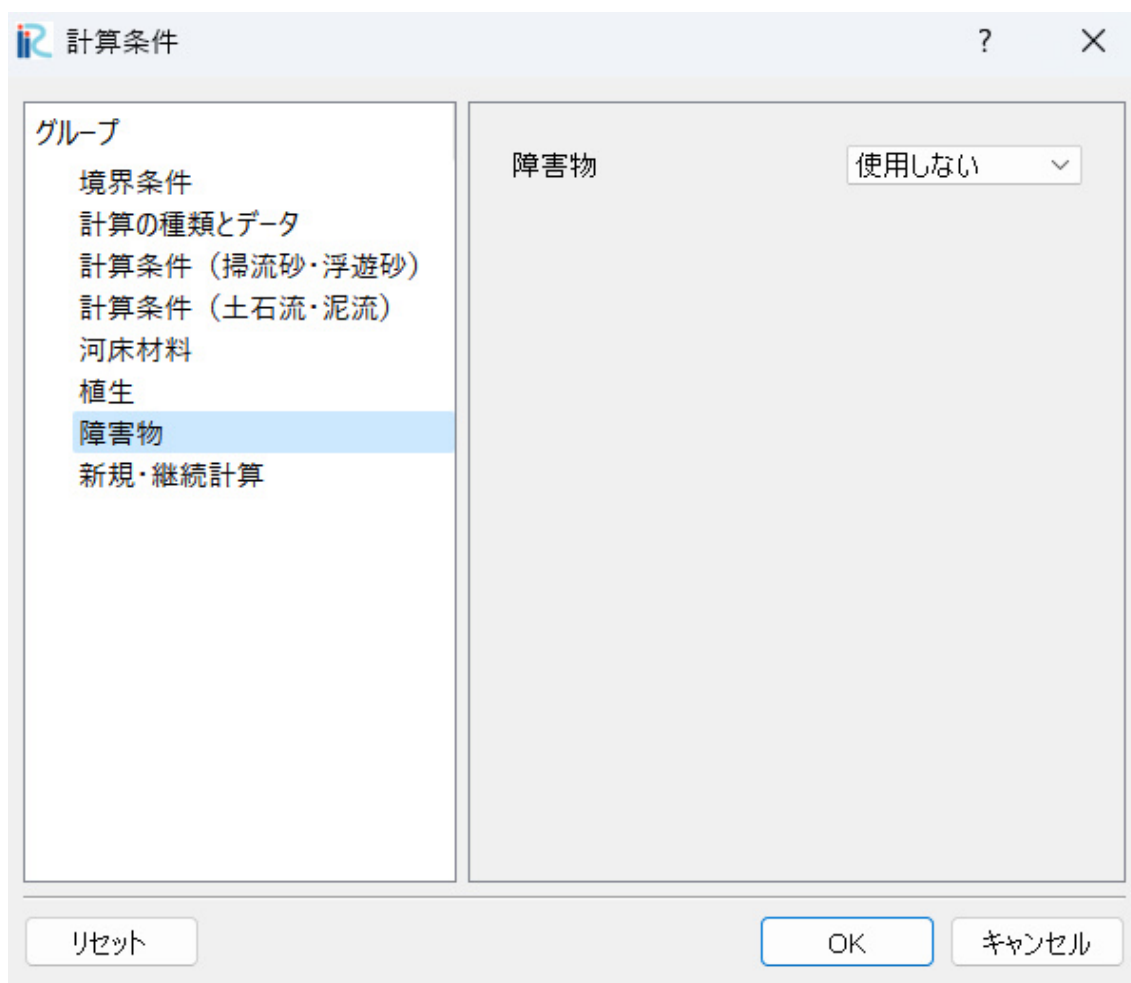 iRC 計算条件 ? ×
グループ
境界条件
計算の種類とデータ
計算条件（掃流砂・浮遊砂）
計算条件（土石流・泥流）
河床材料
植生
障害物
新規・継続計算
障害物 使用しない
リセット OK キャンセル